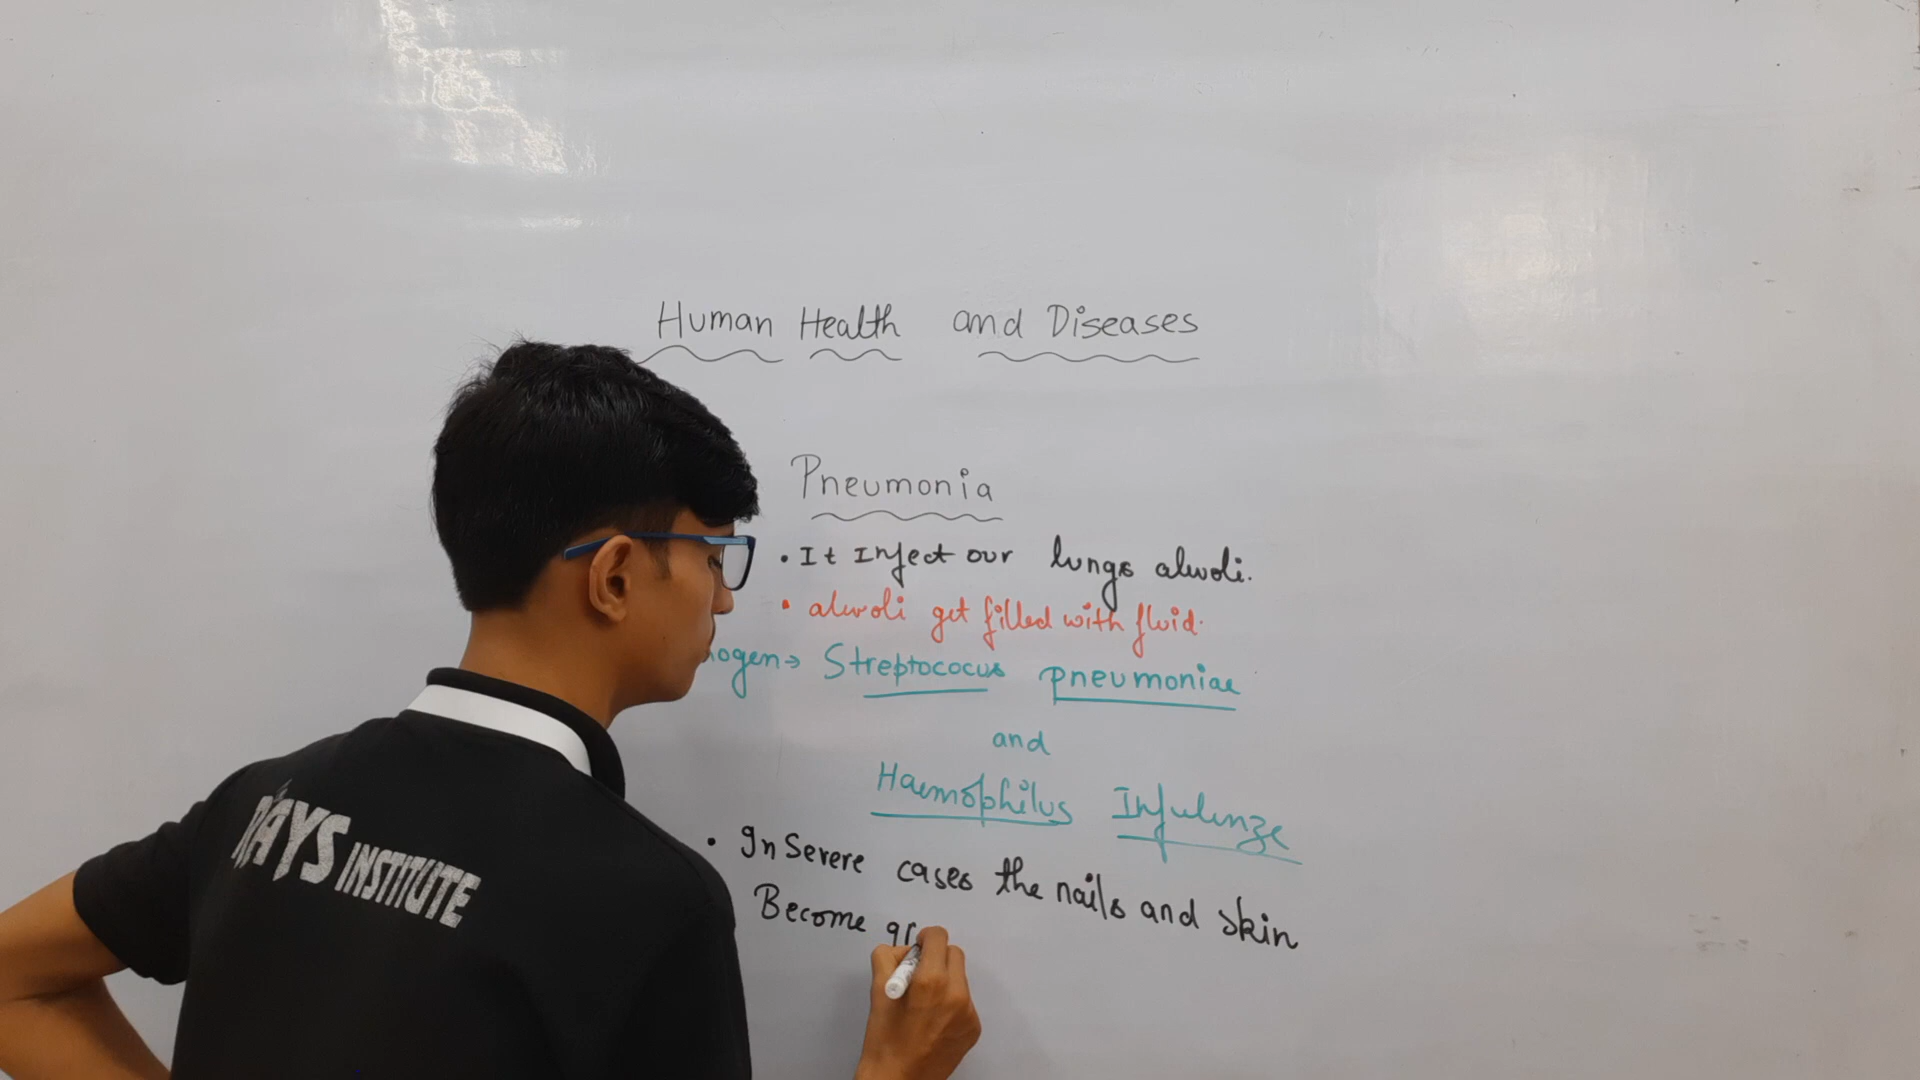 Human Health and Diseases
Pneumonia
• It Infect our lungs alveoli.
• alveoli get filled with fluid.
ogen → Streptococus pneumoniae
and
Haemophilus Infulenze
• In Severe cases the nails and skin
Become gr
RAYS INSTITUTE